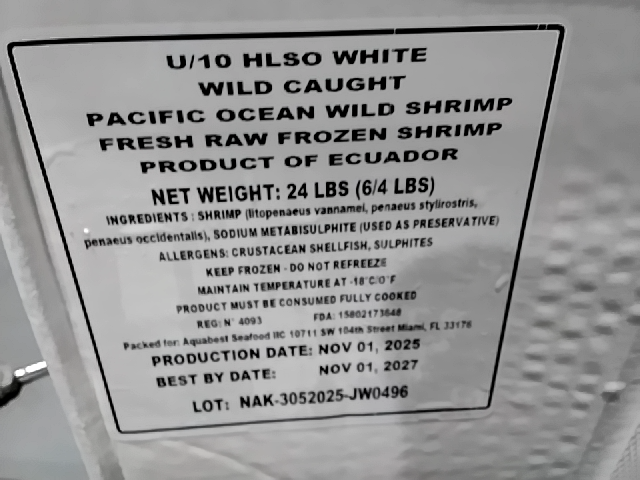 U/10 HLSO WHITE
WILD CAUGHT
PACIFIC OCEAN WILD SHRIMP
FRESH RAW FROZEN SHRIMP
PRODUCT OF ECUADOR
NET WEIGHT: 24 LBS (6/4 LBS)
INGREDIENTS : SHRIMP (litopenaeus vannamei, penaeus stylirostris,
penaeus occidentalis), SODIUM METABISULPHITE (USED AS PRESERVATIVE)
ALLERGENS: CRUSTACEAN SHELLFISH, SULPHITES
KEEP FROZEN - DO NOT REFREEZE
MAINTAIN TEMPERATURE AT -18°C/0°F
PRODUCT MUST BE CONSUMED FULLY COOKED
REG: N° 4093 FDA: 15802173648
Packed for: Aquabest Seafood llC 10711 SW 104th Street Miami, FL 33176
PRODUCTION DATE: NOV 01, 2025
BEST BY DATE: NOV 01, 2027
LOT: NAK-3052025-JW0496